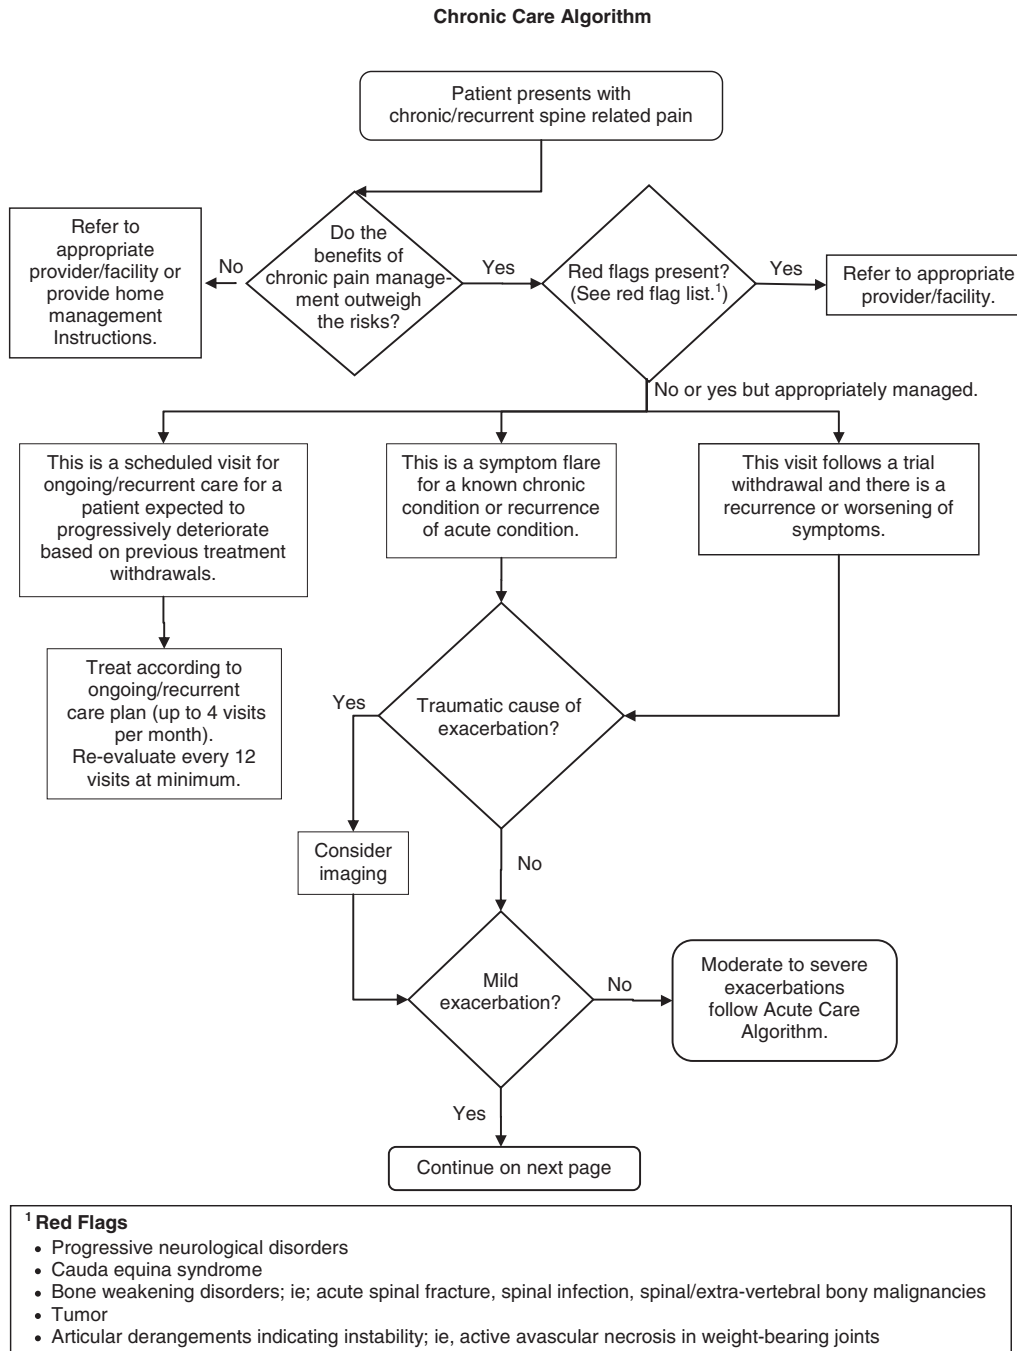 Chronic Care Algorithm
Patient presents with
chronic/recurrent spine related pain
Refer to
appropriate
provider/facility or
provide home
management
Instructions.
No
Do the
benefits of
chronic pain manage-
ment outweigh
the risks?
Yes
Red flags present?
(See red flag list.¹)
Yes
Refer to appropriate
provider/facility.
No or yes but appropriately managed.
This is a scheduled visit for
ongoing/recurrent care for a
patient expected to
progressively deteriorate
based on previous treatment
withdrawals.
This is a symptom flare
for a known chronic
condition or recurrence
of acute condition.
This visit follows a trial
withdrawal and there is a
recurrence or worsening of
symptoms.
Treat according to
ongoing/recurrent
care plan (up to 4 visits
per month).
Re-evaluate every 12
visits at minimum.
Yes
Traumatic cause of
exacerbation?
Consider
imaging
No
Mild
exacerbation?
No
Moderate to severe
exacerbations
follow Acute Care
Algorithm.
Yes
Continue on next page
¹ Red Flags
• Progressive neurological disorders
• Cauda equina syndrome
• Bone weakening disorders; ie; acute spinal fracture, spinal infection, spinal/extra-vertebral bony malignancies
• Tumor
• Articular derangements indicating instability; ie, active avascular necrosis in weight-bearing joints